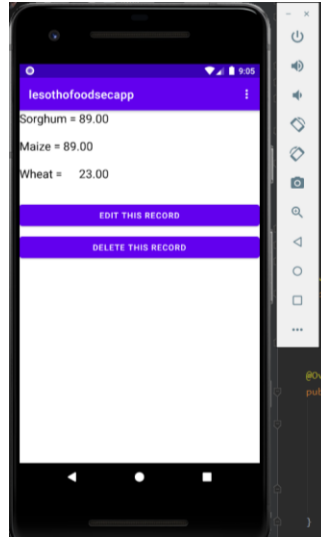 9:05
lesothofoodsecapp
Sorghum = 89.00
Maize = 89.00
Wheat = 23.00
EDIT THIS RECORD
DELETE THIS RECORD
}